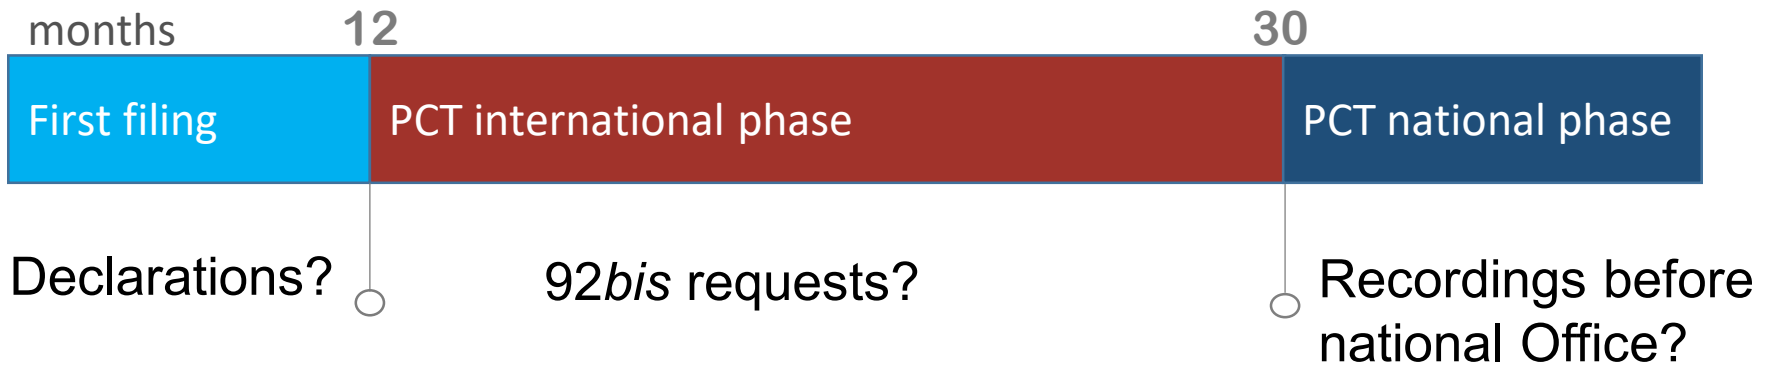 months 12 30
First filing PCT international phase PCT national phase
Declarations? 92bis requests? Recordings before
national Office?